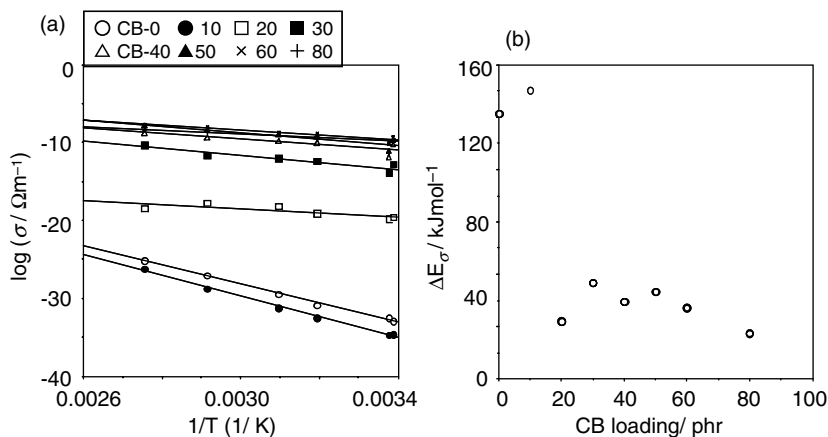 (a)
CB-0 10 20 30
CB-40 50 60 80
0
-10
-20
-30
-40
log (σ / Ωm⁻¹)
0.0026 0.0030 0.0034
1/T (1/ K)
(b)
160
120
80
40
0
ΔE_σ / kJmol⁻¹
0 20 40 60 80 100
CB loading/ phr